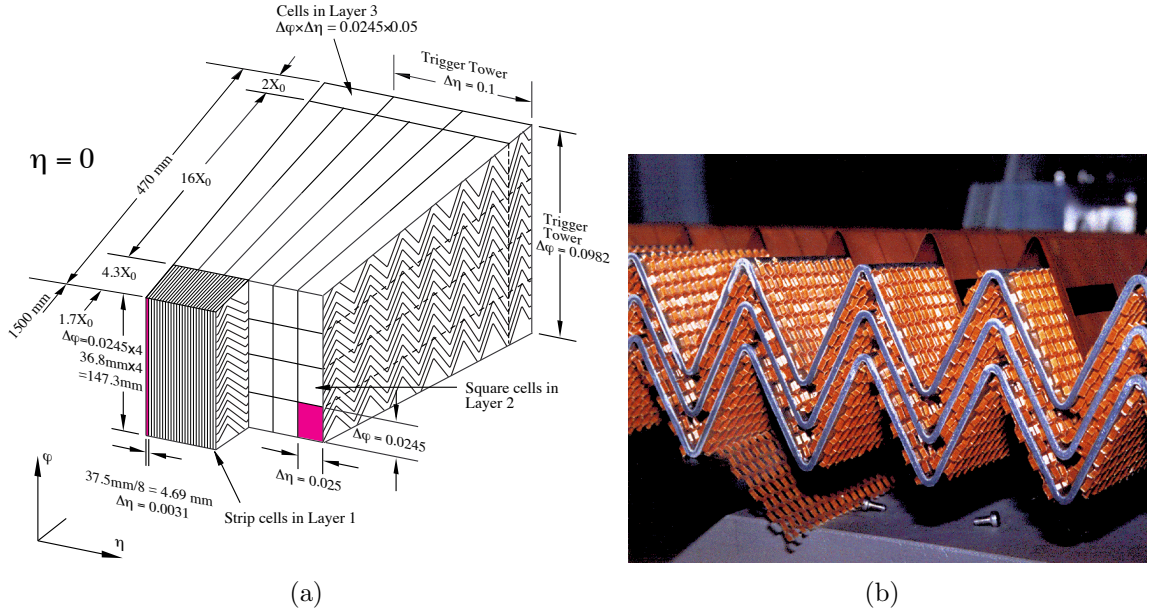 Cells in Layer 3
Δφ×Δη = 0.0245×0.05
Trigger Tower
Δη = 0.1
2X₀
η = 0
470 mm
16X₀
Trigger
Tower
Δφ = 0.0982
4.3X₀
1500 mm
1.7X₀
Δφ=0.0245x4
36.8mmx4
=147.3mm
Square cells in
Layer 2
Δφ = 0.0245
Δη = 0.025
37.5mm/8 = 4.69 mm
Δη = 0.0031
Strip cells in Layer 1
φ
η
(a)
(b)